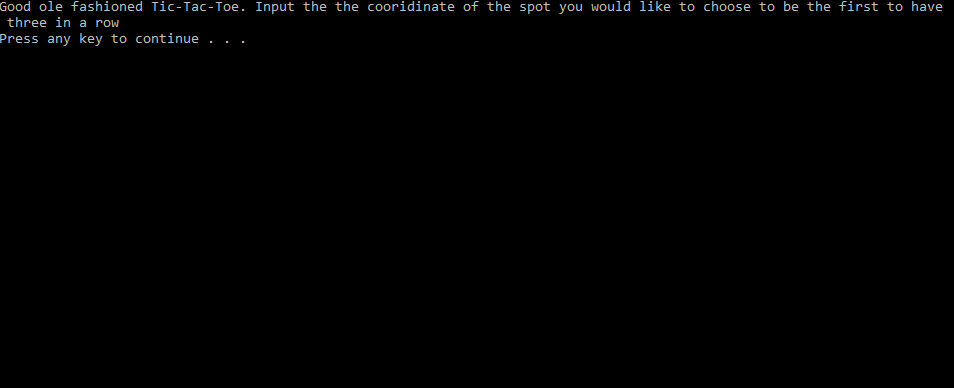 Good ole fashioned Tic-Tac-Toe. Input the the cooridinate of the spot you would like to choose to be the first to have
three in a row
Press any key to continue . . .